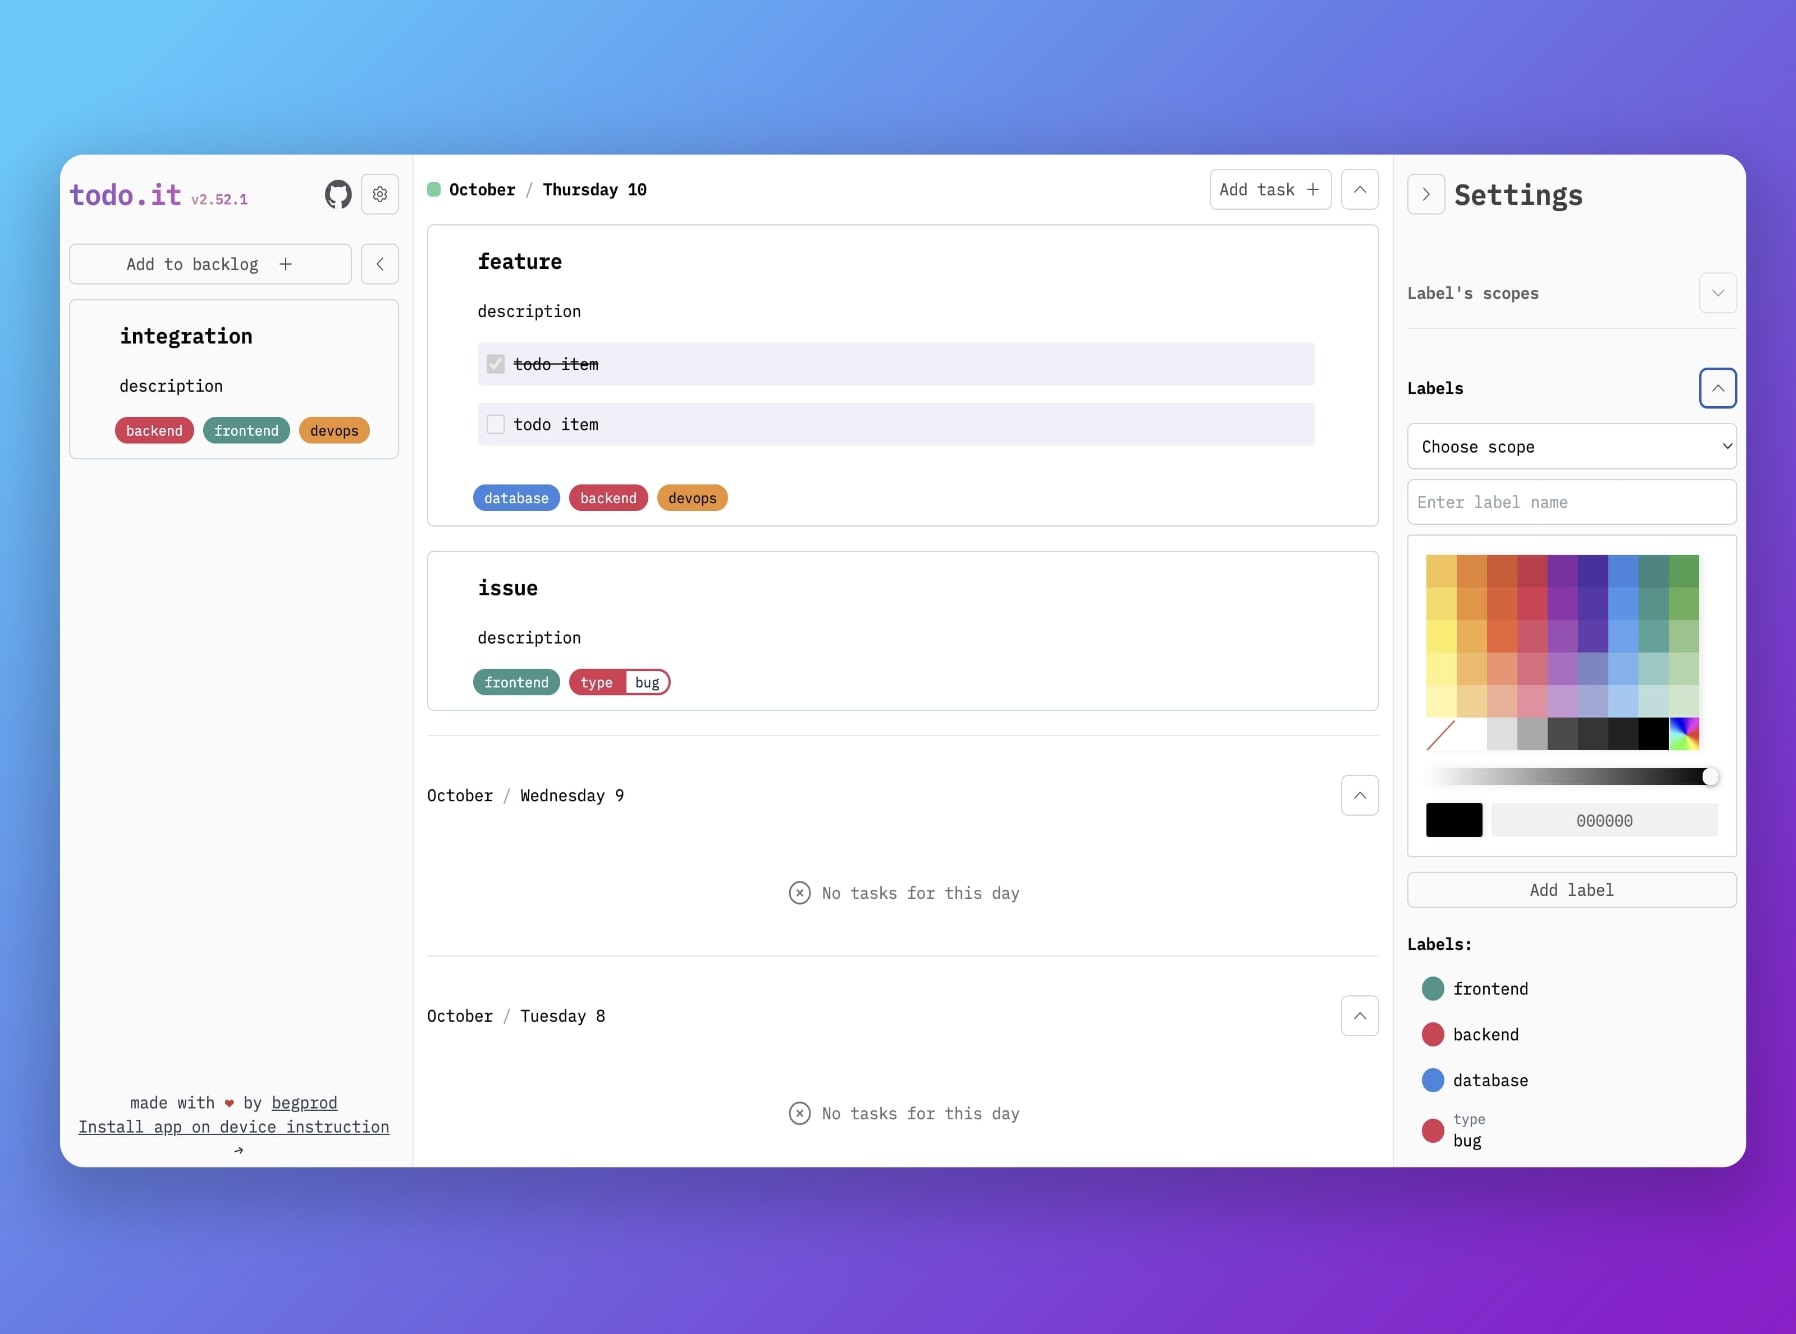 todo.it v2.52.1
Add to backlog
integration
description
backend frontend devops
made with ❤ by begprod
Install app on device instruction
→
October / Thursday 10
Add task +
feature
description
todo item
todo item
database backend devops
issue
description
frontend type bug
October / Wednesday 9
No tasks for this day
October / Tuesday 8
No tasks for this day
Settings
Label's scopes
Labels
Choose scope
Enter label name
000000
Add label
Labels:
frontend
backend
database
type
bug